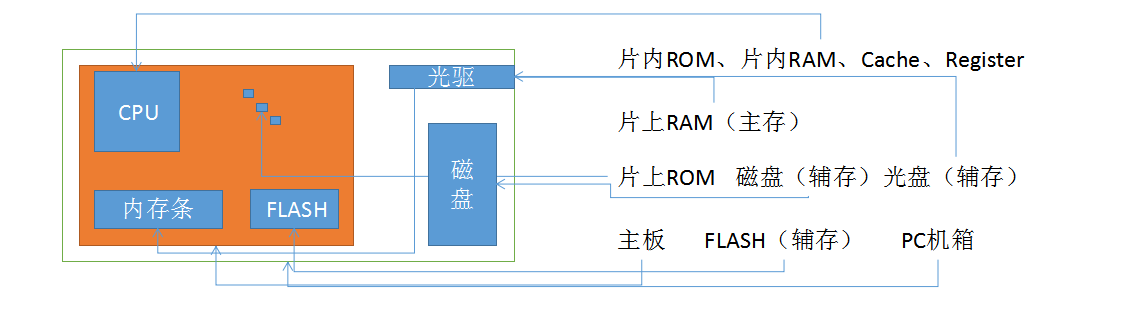 片内ROM、片内RAM、Cache、Register
光驱
CPU
片上RAM（主存）
磁盘
片上ROM 磁盘（辅存）光盘（辅存）
内存条
FLASH
主板 FLASH（辅存） PC机箱